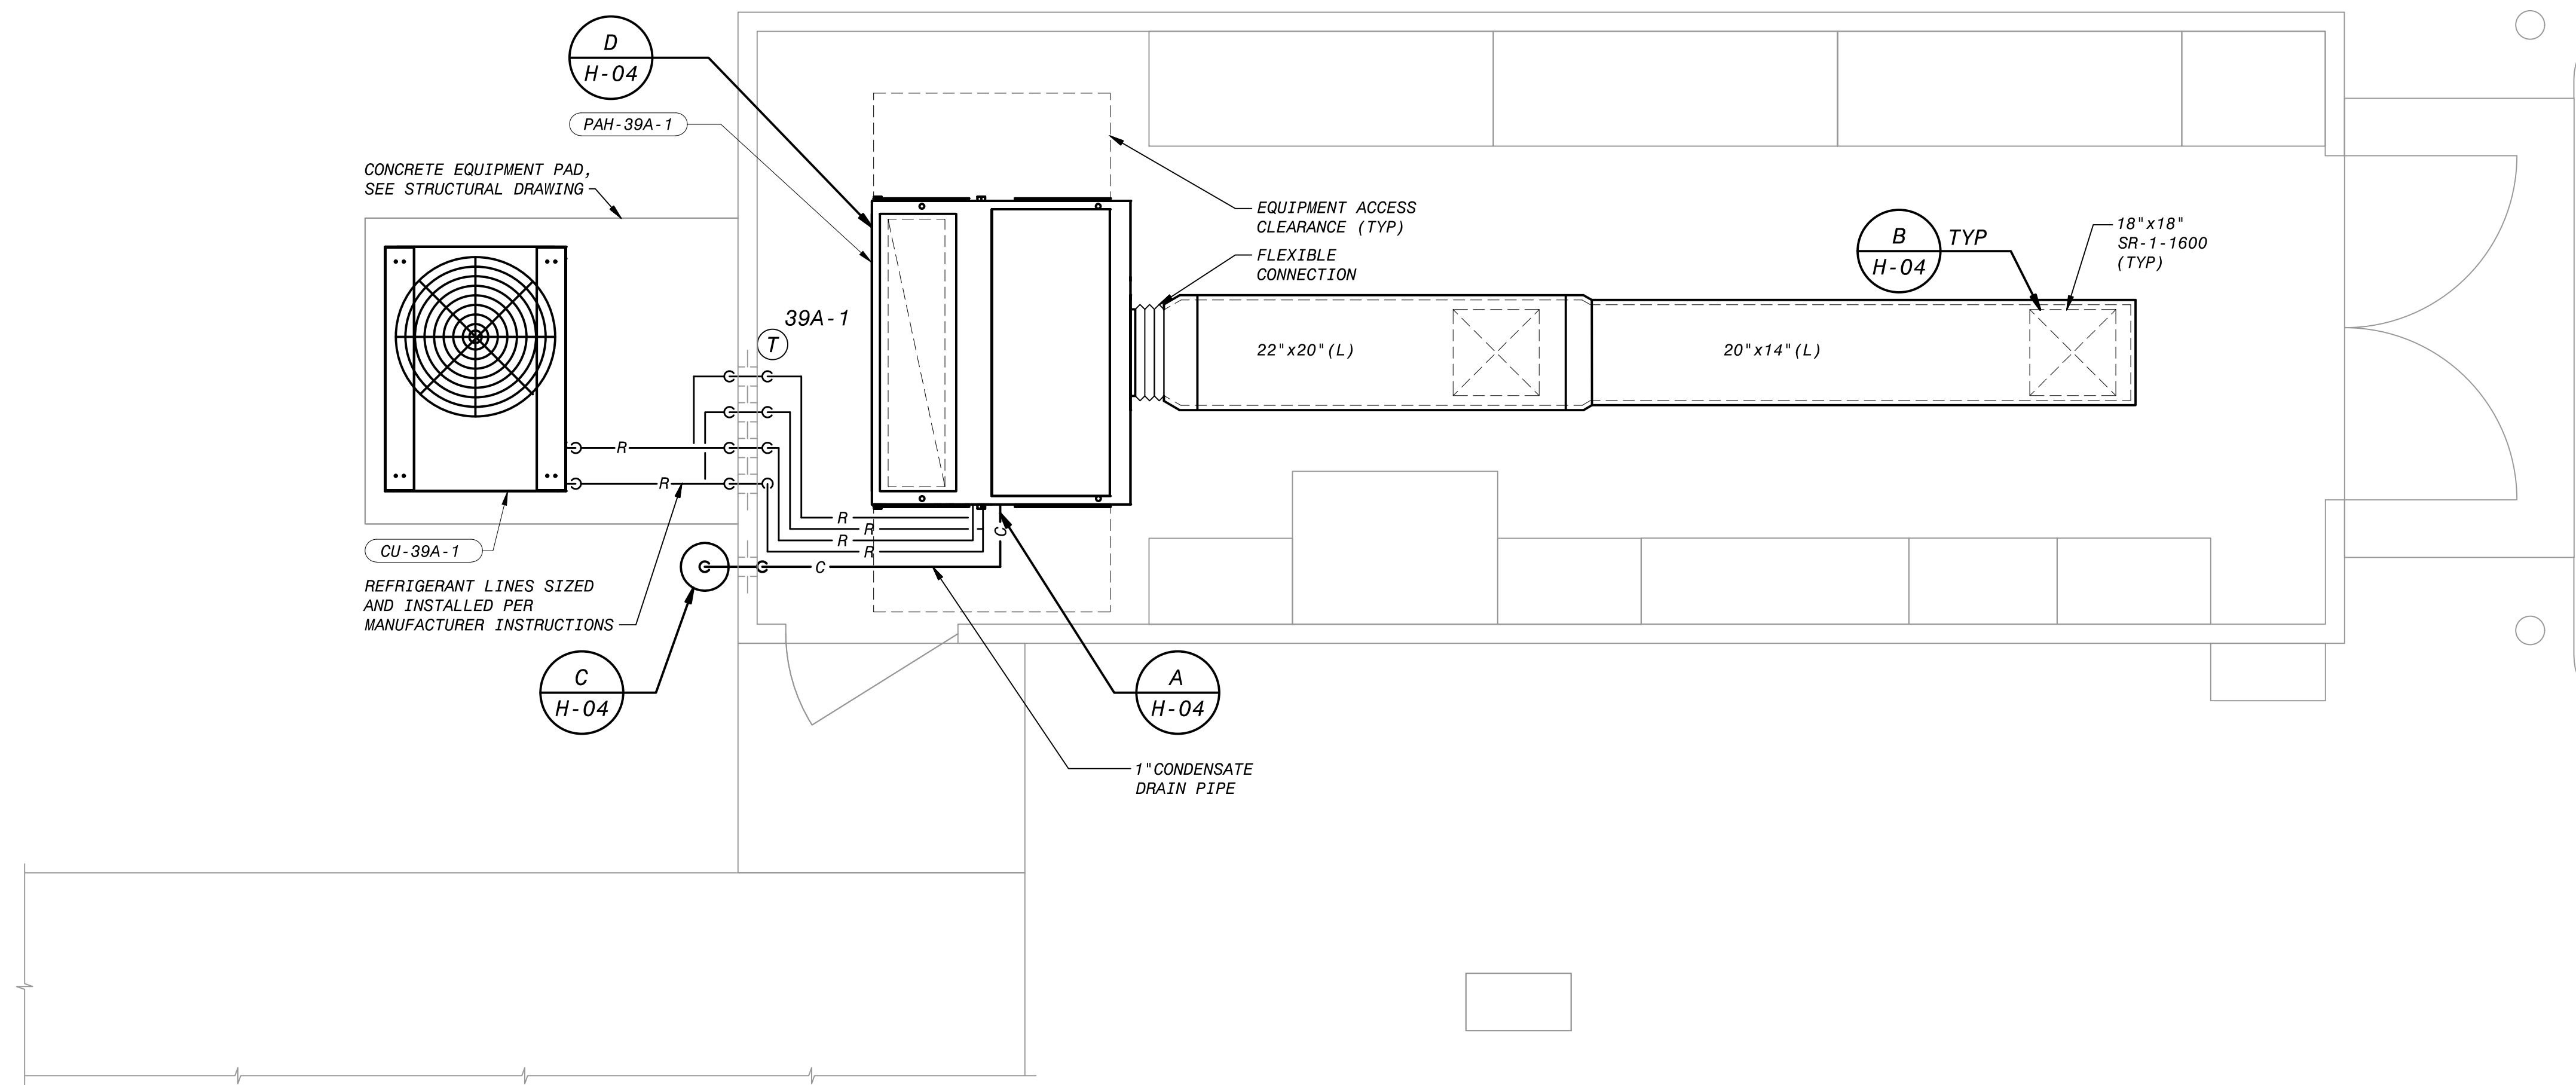 D
H-04
PAH-39A-1
CONCRETE EQUIPMENT PAD,
SEE STRUCTURAL DRAWING
EQUIPMENT ACCESS
CLEARANCE (TYP)
FLEXIBLE
CONNECTION
B
H-04
TYP
18"x18"
SR-1-1600
(TYP)
39A-1
T
22"x20"(L)
20"x14"(L)
R
R
R
R
R
R
C
C
CU-39A-1
REFRIGERANT LINES SIZED
AND INSTALLED PER
MANUFACTURER INSTRUCTIONS
C
H-04
A
H-04
1"CONDENSATE
DRAIN PIPE